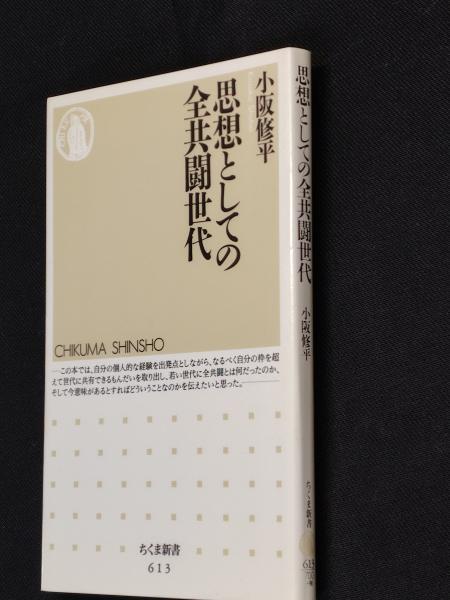 小阪修平
思想としての
全共闘世代
CHIKUMA SHINSHO
―この本では、自分の個人的な経験を出発点としながら、なるべく自分の枠を超
えて世代に共有できるもんだいを取り出し、若い世代に全共闘とは何だったのか、
そして今意味があるとすればどういうことなのかを伝えたいと思った。―
ちくま新書
613
思想としての全共闘世代
小阪修平
ちくま新書
613